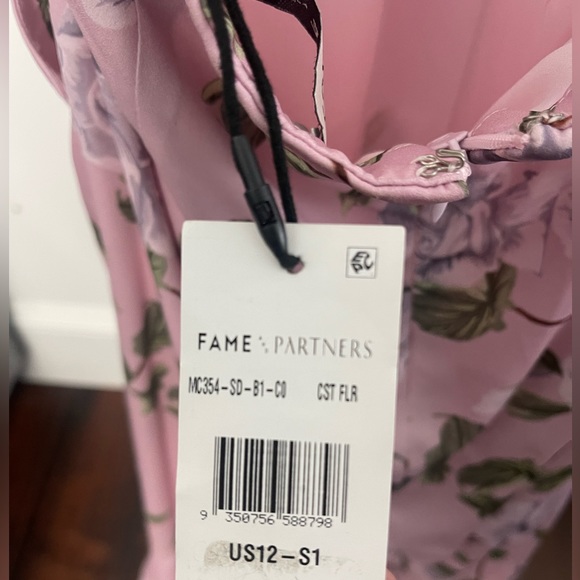 FAME PARTNERS
MC354-SD-B1-C0 CST FLR
9 350756 588798
US12-S1